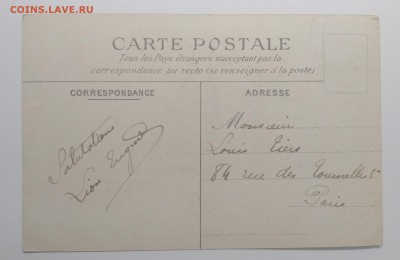 COINS.LAVE.RU
CARTE POSTALE
Tous les Pays étrangers n'acceptant pas la
correspondance au recto (se renseigner à la poste)
CORRESPONDANCE
Salutations
Léon
ADRESSE
Monsieur
Louis
84 rue des Tournelles
Paris